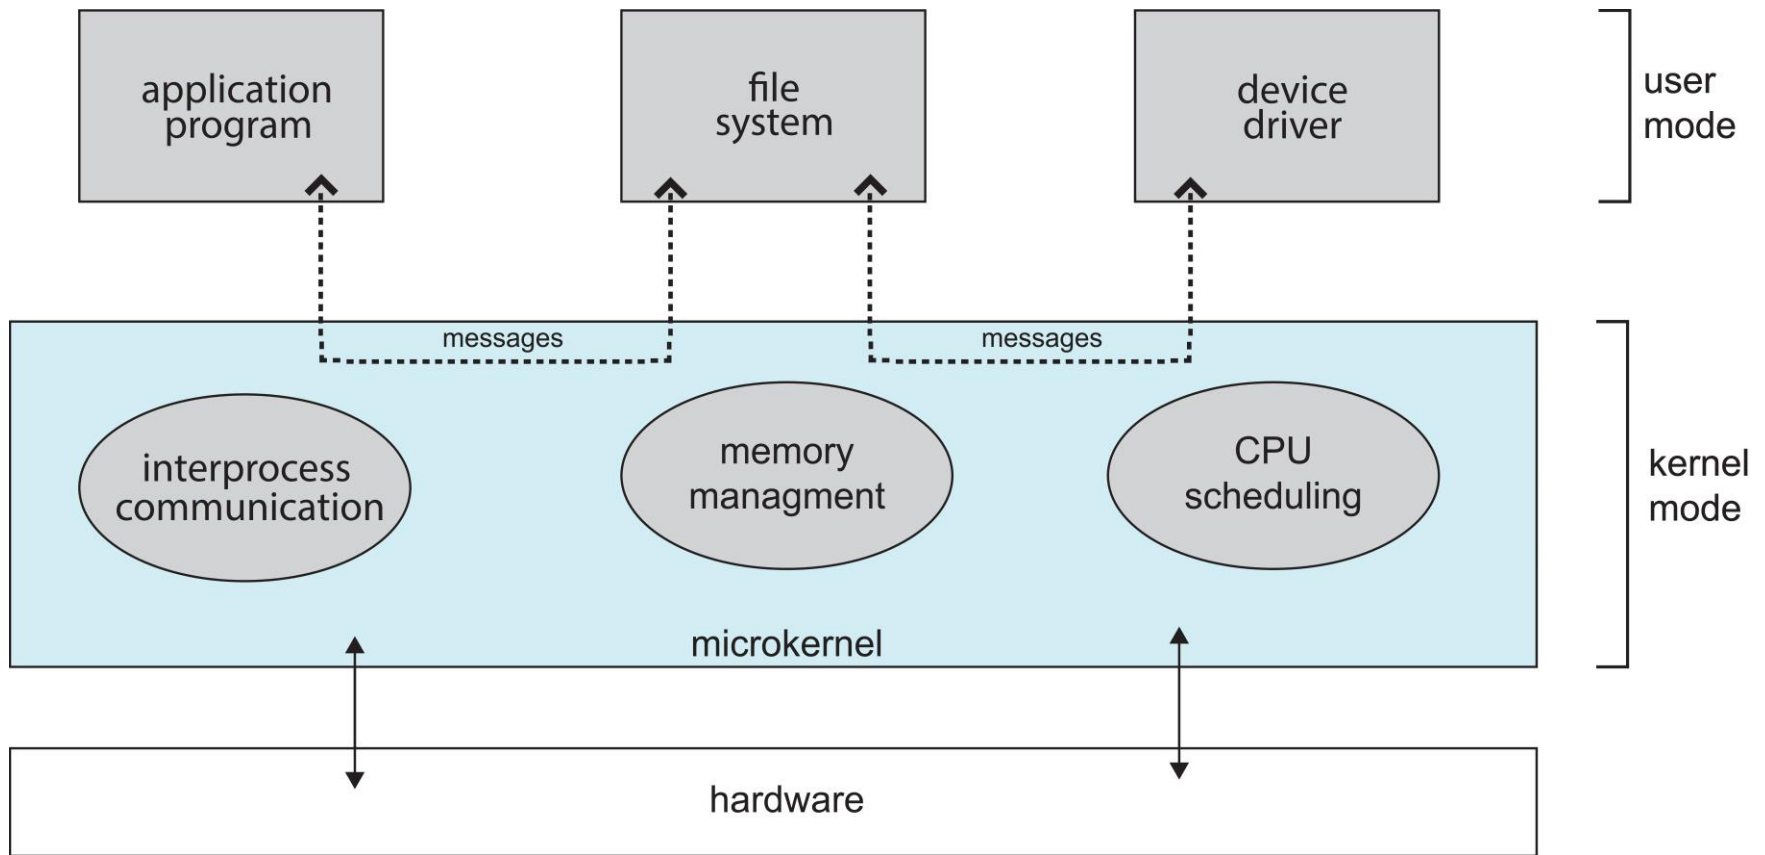 application
program
file
system
device
driver
user
mode
messages
messages
interprocess
communication
memory
managment
CPU
scheduling
kernel
mode
microkernel
hardware